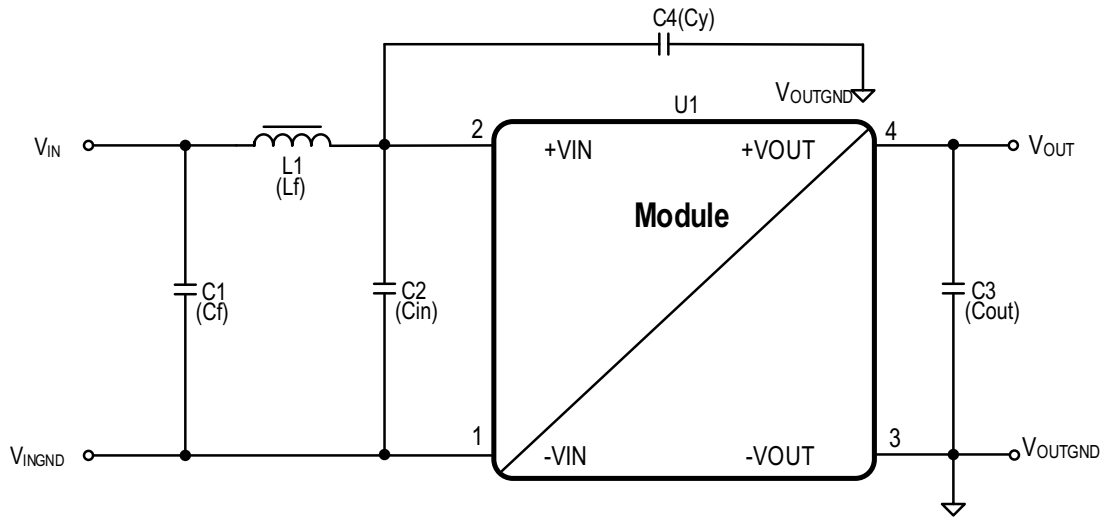 C4(Cy)
VOUTGND
U1
VIN
2
+VIN
+VOUT
4
VOUT
L1
(Lf)
Module
C1
(Cf)
C2
(Cin)
C3
(Cout)
VINGND
1
-VIN
-VOUT
3
VOUTGND